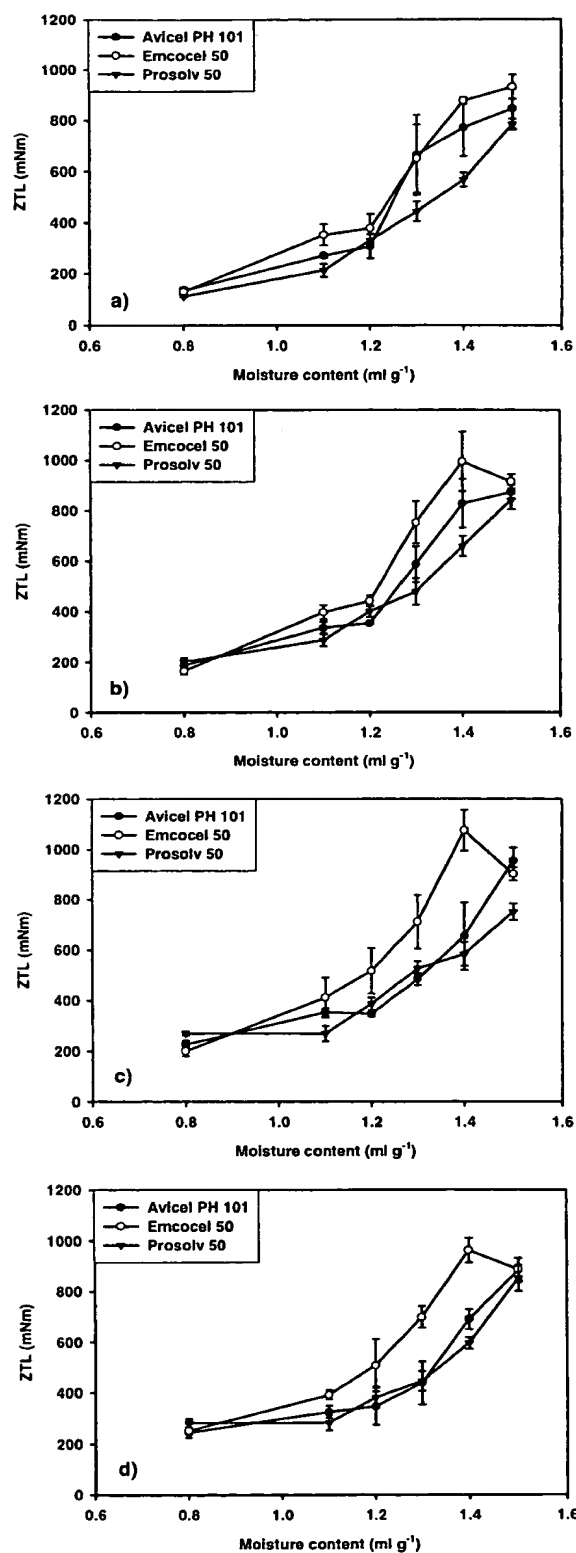 1200
1000
800
600
400
200
0
ZTL (mNm)
Avicel PH 101
Emcocel 50
Prosolv 50
a)
0.6 0.8 1.0 1.2 1.4 1.6
Moisture content (ml g⁻¹)
1200
1000
800
600
400
200
0
ZTL (mNm)
Avicel PH 101
Emcocel 50
Prosolv 50
b)
0.6 0.8 1.0 1.2 1.4 1.6
Moisture content (ml g⁻¹)
1200
1000
800
600
400
200
0
ZTL (mNm)
Avicel PH 101
Emcocel 50
Prosolv 50
c)
0.6 0.8 1.0 1.2 1.4 1.6
Moisture content (ml g⁻¹)
1200
1000
800
600
400
200
0
ZTL (mNm)
Avicel PH 101
Emcocel 50
Prosolv 50
d)
0.6 0.8 1.0 1.2 1.4 1.6
Moisture content (ml g⁻¹)